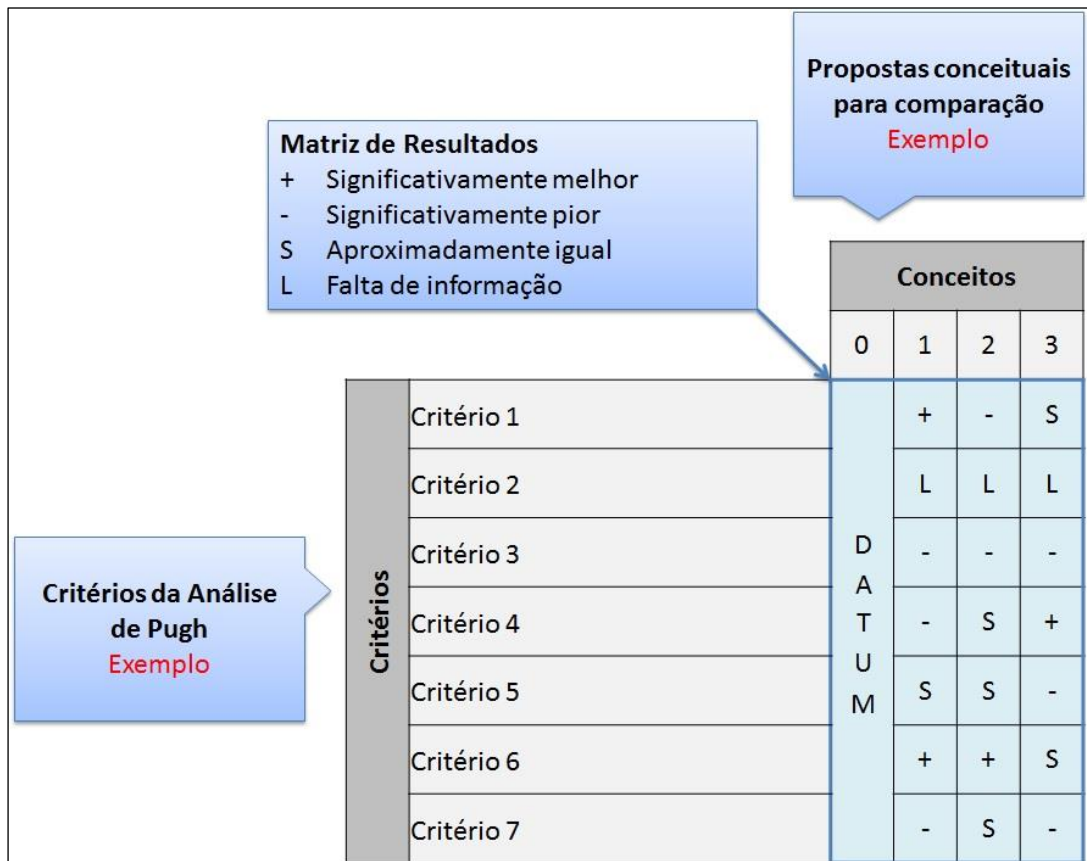 Propostas conceituais
para comparação
Exemplo
Matriz de Resultados
+ Significativamente melhor
- Significativamente pior
S Aproximadamente igual
L Falta de informação
Conceitos
0 1 2 3
Critérios da Análise
de Pugh
Exemplo
Critérios
DATUM
Critério 1 + - S
Critério 2 L L L
Critério 3 - - -
Critério 4 - S +
Critério 5 S S -
Critério 6 + + S
Critério 7 - S -